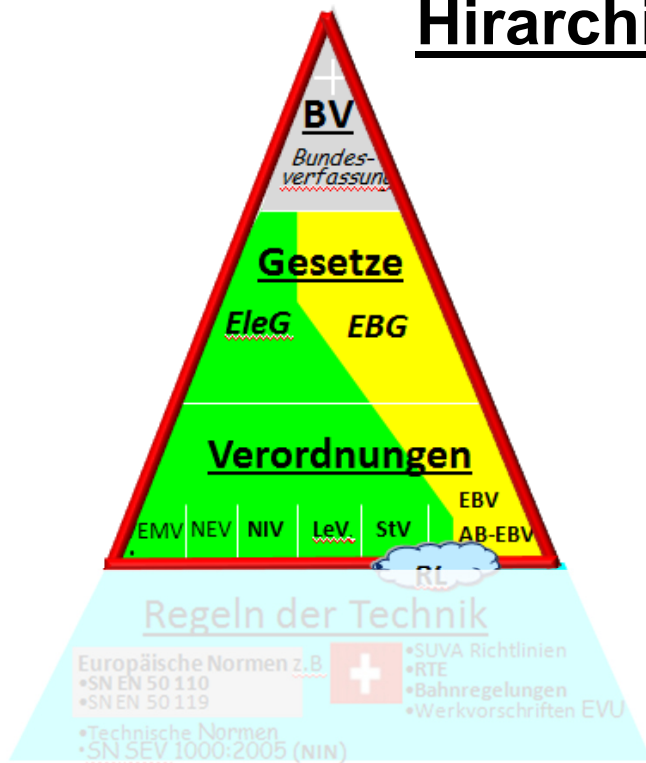 Hirarchi
BV
Bundes-
verfassung
Gesetze
EleG EBG
Verordnungen
EBV
EMV NEV NIV LeV. StV AB-EBV
RL
Regeln der Technik
Europäische Normen z.B
•SN EN 50 110
•SN EN 50 119
•Technische Normen
•SN SEV 1000:2005 (NIN)
•SUVA Richtlinien
•RTE
•Bahnregelungen
•Werkvorschriften EVU